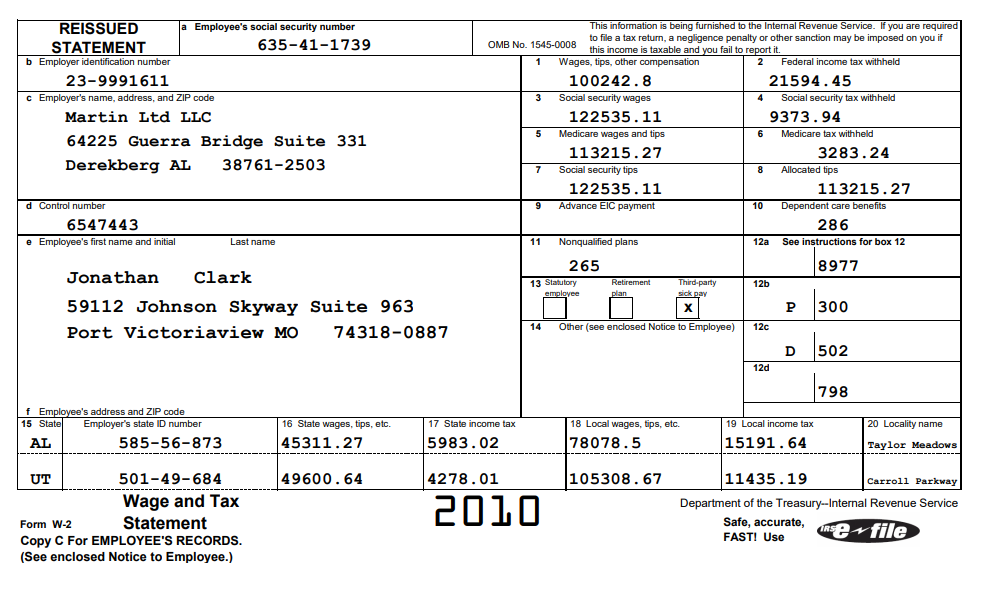 REISSUED
STATEMENT
a Employee's social security number
635-41-1739
OMB No. 1545-0008
This information is being furnished to the Internal Revenue Service. If you are required
to file a tax return, a negligence penalty or other sanction may be imposed on you if
this income is taxable and you fail to report it.
b Employer identification number
23-9991611
1 Wages, tips, other compensation
100242.8
2 Federal income tax withheld
21594.45
c Employer's name, address, and ZIP code
Martin Ltd LLC
64225 Guerra Bridge Suite 331
Derekberg AL 38761-2503
3 Social security wages
122535.11
4 Social security tax withheld
9373.94
5 Medicare wages and tips
113215.27
6 Medicare tax withheld
3283.24
7 Social security tips
122535.11
8 Allocated tips
113215.27
d Control number
6547443
9 Advance EIC payment
10 Dependent care benefits
286
e Employee's first name and initial Last name
Jonathan Clark
59112 Johnson Skyway Suite 963
Port Victoriaview MO 74318-0887
11 Nonqualified plans
265
12a See instructions for box 12
8977
13 Statutory employee
Retirement plan
Third-party sick pay
x
12b
P 300
14 Other (see enclosed Notice to Employee)
12c
D 502
12d
798
f Employee's address and ZIP code
15 State Employer's state ID number 16 State wages, tips, etc. 17 State income tax 18 Local wages, tips, etc. 19 Local income tax 20 Locality name
AL 585-56-873 45311.27 5983.02 78078.5 15191.64 Taylor Meadows
UT 501-49-684 49600.64 4278.01 105308.67 11435.19 Carroll Parkway
Form W-2
Wage and Tax
Statement
2010
Department of the Treasury--Internal Revenue Service
Copy C For EMPLOYEE'S RECORDS.
(See enclosed Notice to Employee.)
Safe, accurate,
FAST! Use
IRS e-file